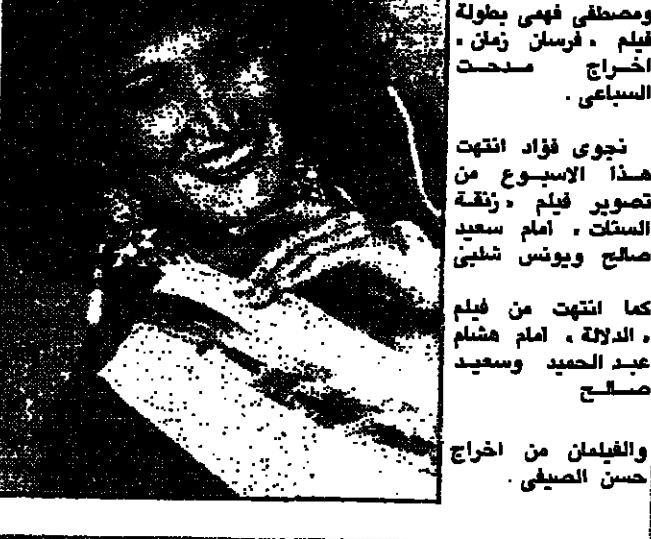 ومصطفى فهمى بطولة
فيلم « فرسان زمان »
اخراج مدحت
السباعى .
نجوى فؤاد انتهت
هذا الاسبوع من
تصوير فيلم « زنقة
الستات » امام سعيد
صالح ويونس شلبى
كما انتهت من فيلم
« الدلالة » امام هشام
عبد الحميد وسعيد
صالح
والفيلمان من اخراج
حسن الصيفى .